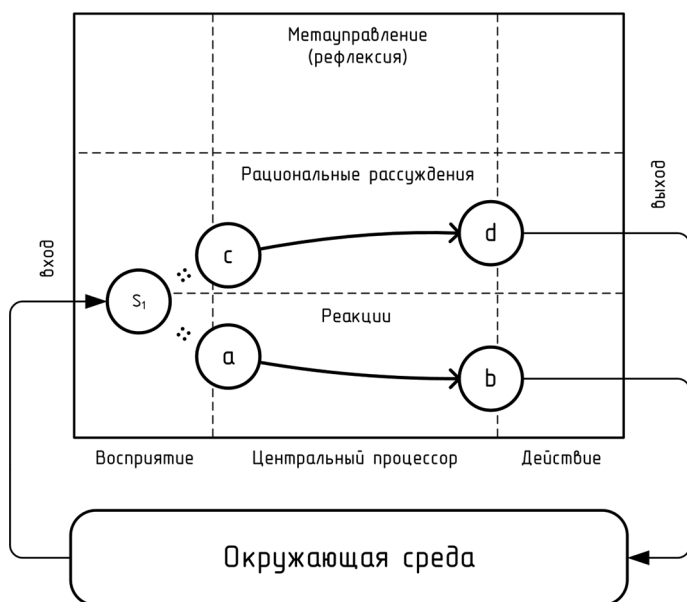 Метауправление
(рефлексия)
Рациональные рассуждения
выход
d
c
вход
S₁
Реакции
a
b
Восприятие
Центральный процессор
Действие
Окружающая среда